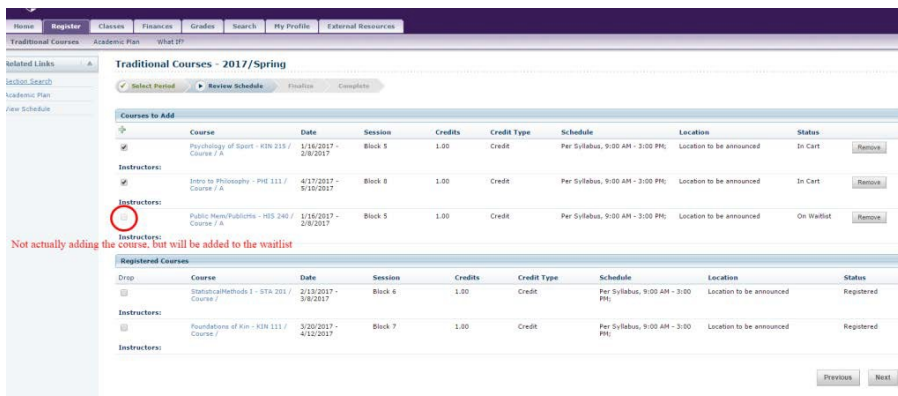 Home Register Classes Finances Grades Search My Profile External Resources
Traditional Courses Academic Plan What If?
Related Links
Section Search
Academic Plan
View Schedule
Traditional Courses - 2017/Spring
Select Period Review Schedule Finalize Complete
Courses to Add
Course Date Session Credits Credit Type Schedule Location Status
Psychology of Sport - KIN 215 / 1/16/2017 - Block 5 1.00 Credit Per Syllabus, 9:00 AM - 3:00 PM; Location to be announced In Cart Remove
Course / A 2/8/2017
Instructors:
Intro to Philosophy - PHI 111 / 4/17/2017 - Block 8 1.00 Credit Per Syllabus, 9:00 AM - 3:00 PM; Location to be announced In Cart Remove
Course / A 5/10/2017
Instructors:
Public Mem/PublicHis - HIS 240 / 1/16/2017 - Block 5 1.00 Credit Per Syllabus, 9:00 AM - 3:00 PM; Location to be announced On Waitlist Remove
Course / A 2/8/2017
Instructors:
Not actually adding the course, but will be added to the waitlist
Registered Courses
Drop Course Date Session Credits Credit Type Schedule Location Status
StatisticalMethods I - STA 201 / 2/13/2017 - Block 6 1.00 Credit Per Syllabus, 9:00 AM - 3:00 Location to be announced Registered
Course / 3/8/2017 PM;
Instructors:
Foundations of Kin - KIN 111 / 3/20/2017 - Block 7 1.00 Credit Per Syllabus, 9:00 AM - 3:00 Location to be announced Registered
Course / 4/12/2017 PM;
Instructors:
Previous Next